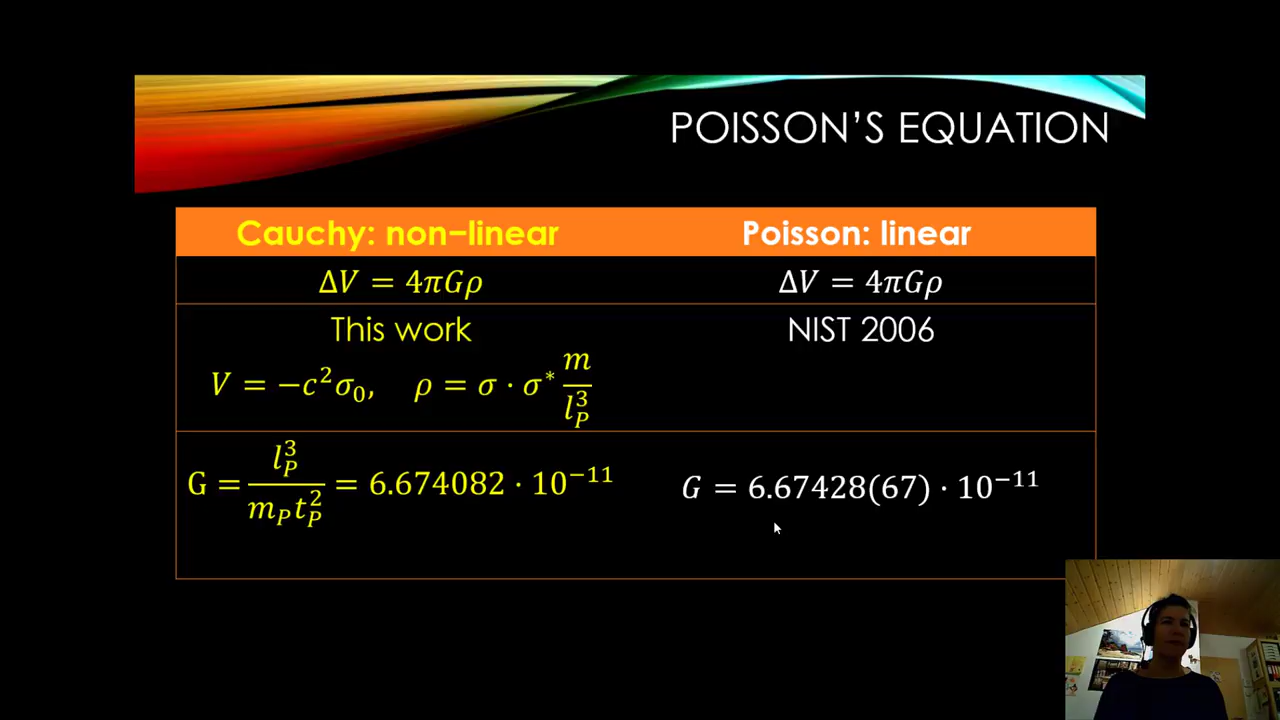 POISSON'S EQUATION
Cauchy: non−linear
Poisson: linear
ΔV = 4πGρ
ΔV = 4πGρ
This work
NIST 2006
V = −c²σ₀, ρ = σ · σ* m/l_P³
G = l_P³/(m_P t_P²) = 6.674082 · 10⁻¹¹
G = 6.67428(67) · 10⁻¹¹